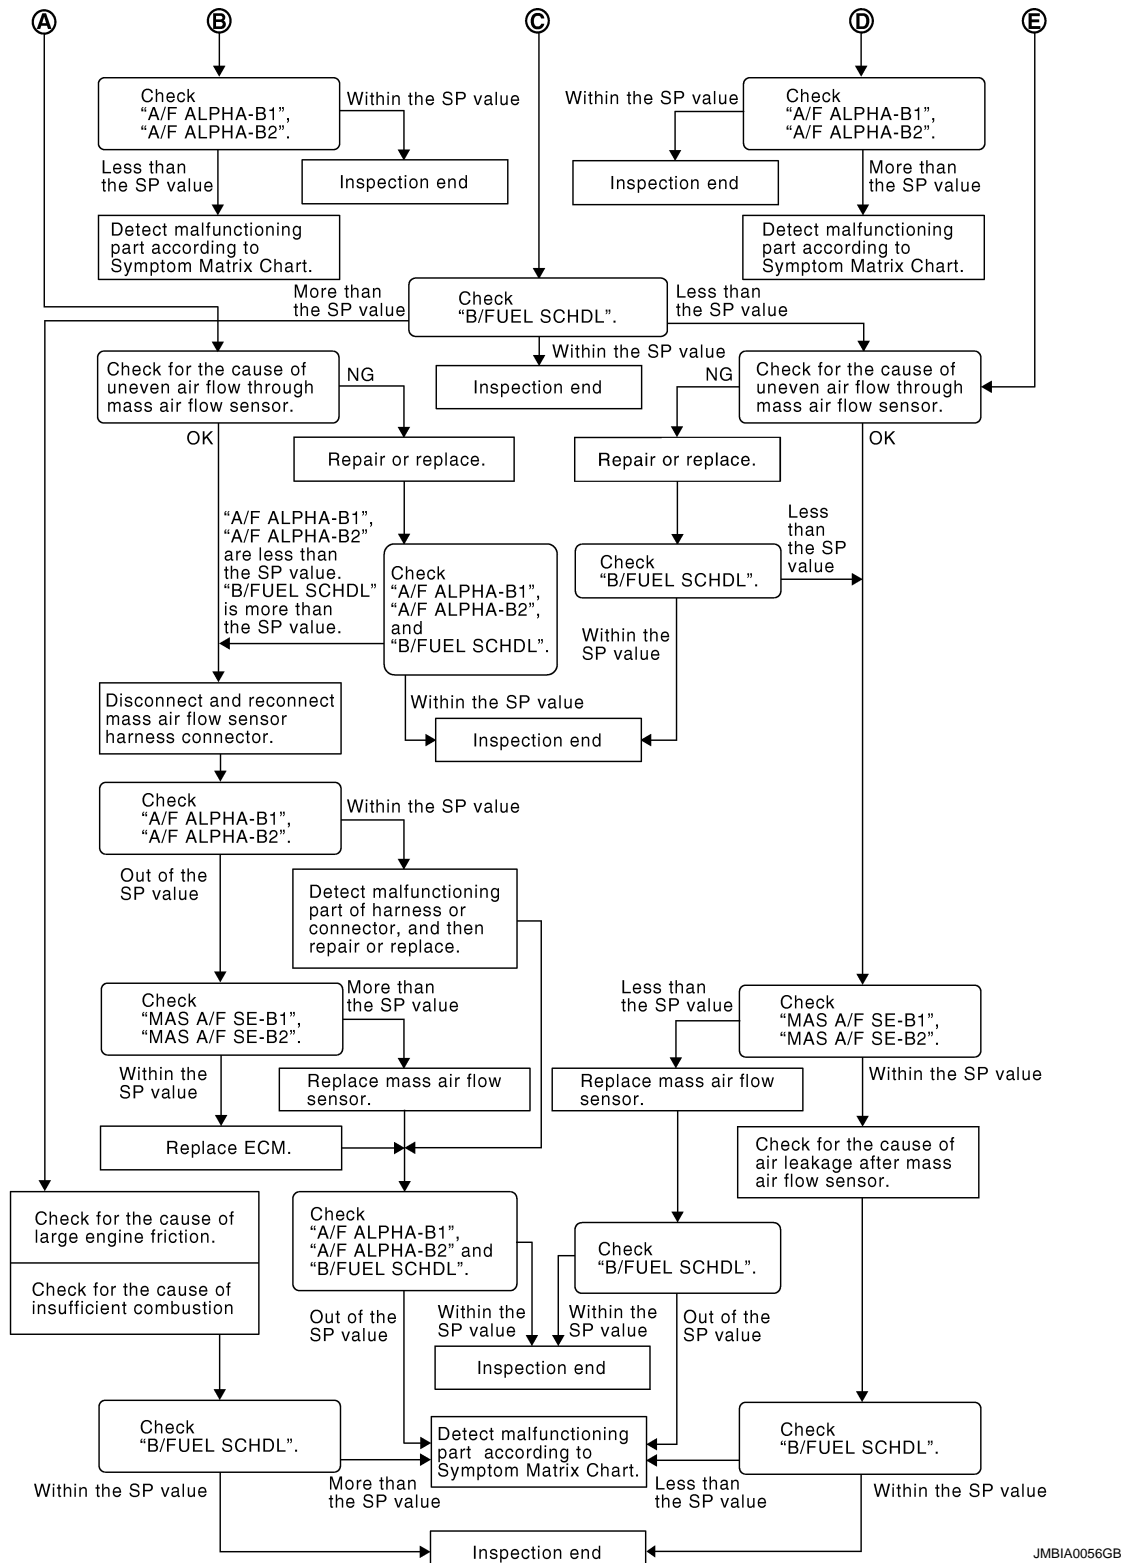 A
B
C
D
E
Check
“A/F ALPHA-B1”,
“A/F ALPHA-B2”.
Within the SP value
Within the SP value
Check
“A/F ALPHA-B1”,
“A/F ALPHA-B2”.
Less than
the SP value
Inspection end
Inspection end
More than
the SP value
Detect malfunctioning
part according to
Symptom Matrix Chart.
Detect malfunctioning
part according to
Symptom Matrix Chart.
More than
the SP value
Check
“B/FUEL SCHDL”.
Less than
the SP value
Within the SP value
Check for the cause of
uneven air flow through
mass air flow sensor.
NG
Inspection end
NG
Check for the cause of
uneven air flow through
mass air flow sensor.
OK
OK
Repair or replace.
Repair or replace.
“A/F ALPHA-B1”,
“A/F ALPHA-B2”
are less than
the SP value.
“B/FUEL SCHDL”
is more than
the SP value.
Check
“A/F ALPHA-B1”,
“A/F ALPHA-B2”,
and
“B/FUEL SCHDL”.
Check
“B/FUEL SCHDL”.
Less
than
the SP
value
Within the
SP value
Disconnect and reconnect
mass air flow sensor
harness connector.
Within the SP value
Inspection end
Check
“A/F ALPHA-B1”,
“A/F ALPHA-B2”.
Within the SP value
Out of the
SP value
Detect malfunctioning
part of harness or
connector, and then
repair or replace.
Check
“MAS A/F SE-B1”,
“MAS A/F SE-B2”.
More than
the SP value
Less than
the SP value
Check
“MAS A/F SE-B1”,
“MAS A/F SE-B2”.
Within the
SP value
Replace mass air flow
sensor.
Replace mass air flow
sensor.
Within the SP value
Replace ECM.
Check for the cause of
air leakage after mass
air flow sensor.
Check for the cause of
large engine friction.
Check for the cause of
insufficient combustion
Check
“A/F ALPHA-B1”,
“A/F ALPHA-B2” and
“B/FUEL SCHDL”.
Check
“B/FUEL SCHDL”.
Out of the
SP value
Within the
SP value
Within the
SP value
Out of the
SP value
Inspection end
Check
“B/FUEL SCHDL”.
Detect malfunctioning
part according to
Symptom Matrix Chart.
Check
“B/FUEL SCHDL”.
Within the SP value
More than
the SP value
Less than
the SP value
Within the SP value
Inspection end
JMBIA0056GB